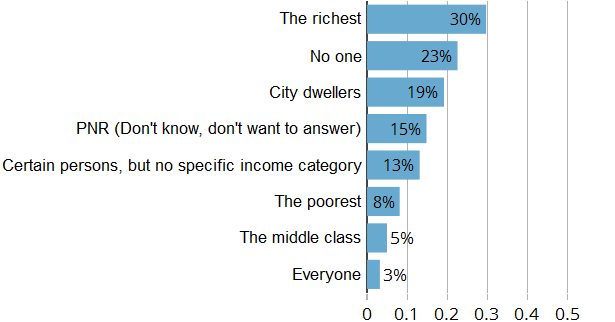 The richest 30%
No one 23%
City dwellers 19%
PNR (Don't know, don't want to answer) 15%
Certain persons, but no specific income category 13%
The poorest 8%
The middle class 5%
Everyone 3%
0 0.1 0.2 0.3 0.4 0.5